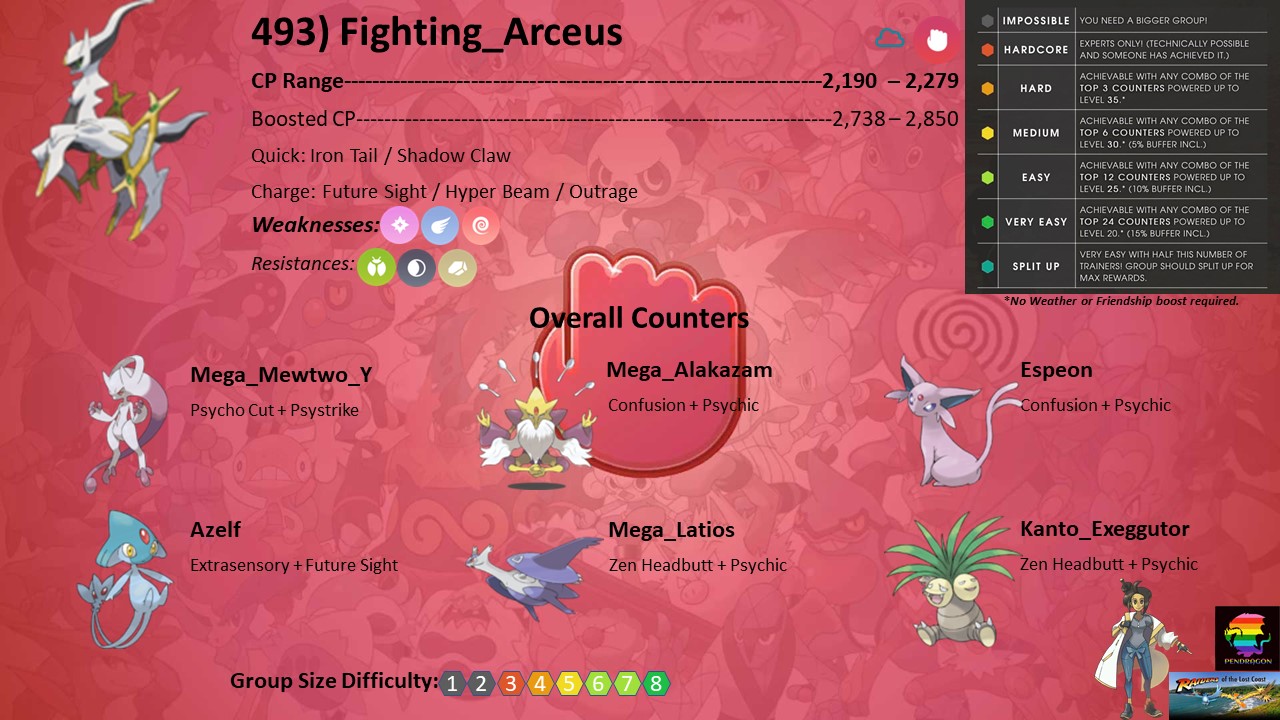 493) Fighting_Arceus
CP Range------------------------------------------------------------------------2,190 – 2,279
Boosted CP-----------------------------------------------------------------------2,738 – 2,850
Quick: Iron Tail / Shadow Claw
Charge: Future Sight / Hyper Beam / Outrage
Weaknesses:
Resistances:
IMPOSSIBLE YOU NEED A BIGGER GROUP!
HARDCORE EXPERTS ONLY! (TECHNICALLY POSSIBLE
AND SOMEONE HAS ACHIEVED IT.)
HARD ACHIEVABLE WITH ANY COMBO OF THE
TOP 3 COUNTERS POWERED UP TO
LEVEL 35.*
MEDIUM ACHIEVABLE WITH ANY COMBO OF THE
TOP 6 COUNTERS POWERED UP TO
LEVEL 30.* (5% BUFFER INCL.)
EASY ACHIEVABLE WITH ANY COMBO OF THE
TOP 12 COUNTERS POWERED UP TO
LEVEL 25.* (10% BUFFER INCL.)
VERY EASY ACHIEVABLE WITH ANY COMBO OF THE
TOP 24 COUNTERS POWERED UP TO
LEVEL 20.* (15% BUFFER INCL.)
SPLIT UP VERY EASY WITH HALF THIS NUMBER OF
TRAINERS! GROUP SHOULD SPLIT UP FOR
MAX REWARDS.
*No Weather or Friendship boost required.
Overall Counters
Mega_Mewtwo_Y
Psycho Cut + Psystrike
Mega_Alakazam
Confusion + Psychic
Espeon
Confusion + Psychic
Azelf
Extrasensory + Future Sight
Mega_Latios
Zen Headbutt + Psychic
Kanto_Exeggutor
Zen Headbutt + Psychic
Group Size Difficulty: 1 2 3 4 5 6 7 8
PENDRAGON
RAIDERS of the Lost Coast